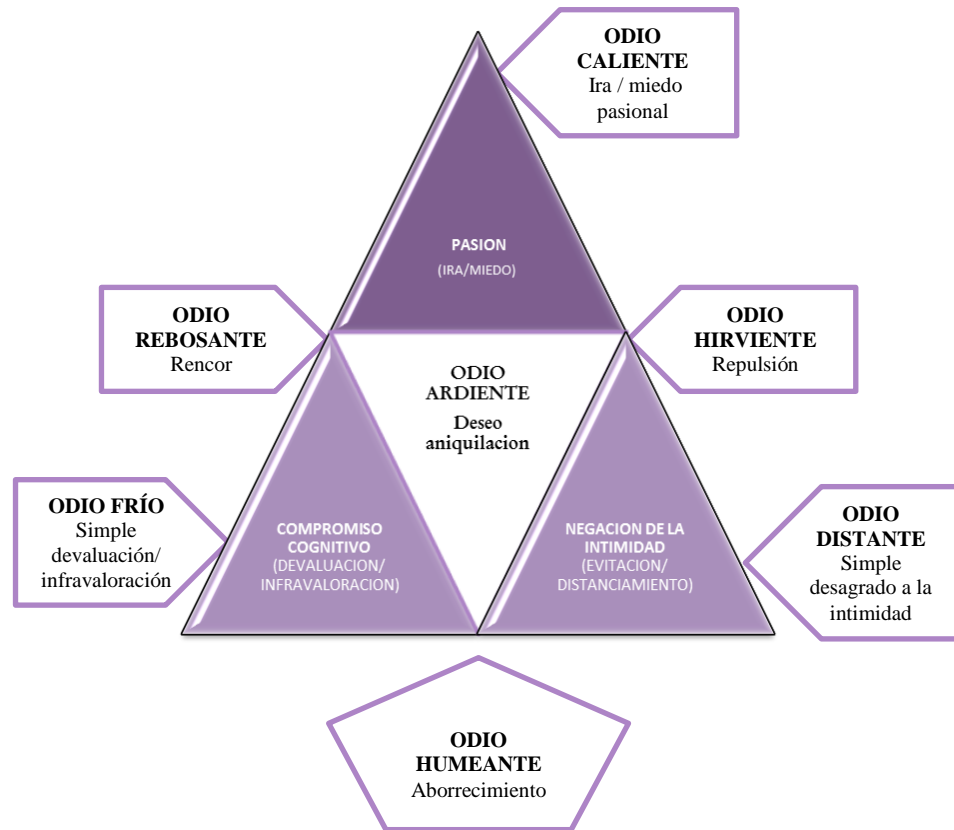 ODIO
CALIENTE
Ira / miedo
pasional
PASION
(IRA/MIEDO)
ODIO
REBOSANTE
Rencor
ODIO
HIRVIENTE
Repulsión
ODIO
ARDIENTE
Deseo
aniquilacion
ODIO FRÍO
Simple
devaluación/
infravaloración
COMPROMISO
COGNITIVO
(DEVALUACION/
INFRAVALORACION)
NEGACION DE LA
INTIMIDAD
(EVITACION/
DISTANCIAMIENTO)
ODIO
DISTANTE
Simple
desagrado a la
intimidad
ODIO
HUMEANTE
Aborrecimiento